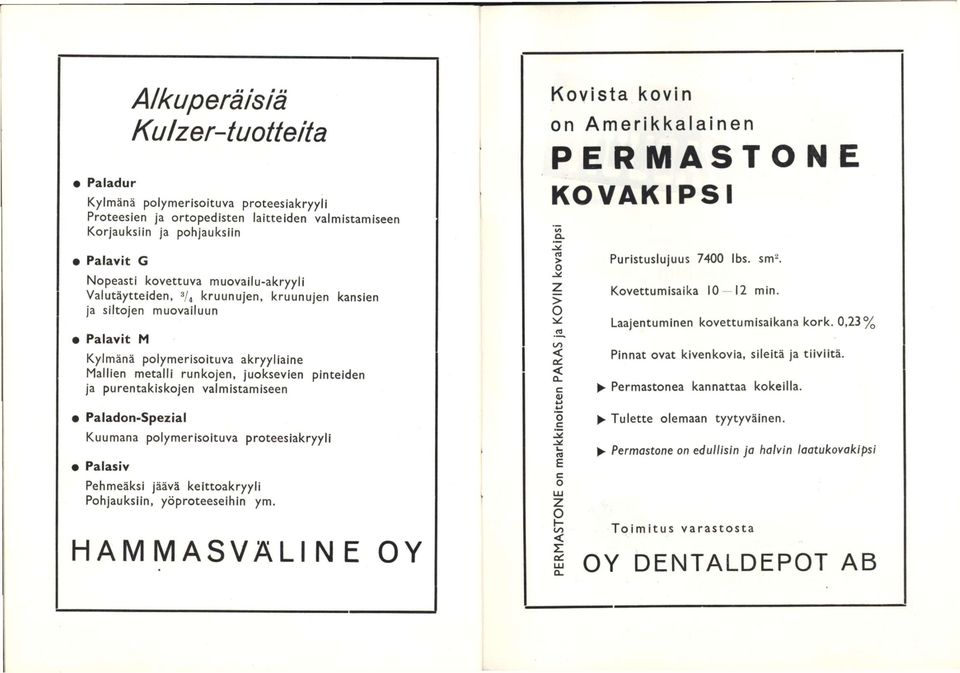 Alkuperäisiä
Kulzer-tuotteita
• Paladur
Kylmänä polymerisoituva proteesiakryyli
Proteesien ja ortopedisten laitteiden valmistamiseen
Korjauksiin ja pohjauksiin
• Palavit G
Nopeasti kovettuva muovailu-akryyli
Valutäytteiden, ³/₄ kruunujen, kruunujen kansien
ja siltojen muovailuun
• Palavit M
Kylmänä polymerisoituva akryyliaine
Mallien metalli runkojen, juoksevien pinteiden
ja purentakiskojen valmistamiseen
• Paladon-Spezial
Kuumana polymerisoituva proteesiakryyli
• Palasiv
Pehmeäksi jäävä keittoakryyli
Pohjauksiin, yöproteeseihin ym.
HAMMASVÄLINE OY
Kovista kovin
on Amerikkalainen
PERMASTONE
KOVAKIPSI
PERMASTONE on markkinoitten PARAS ja KOVIN kovakipsi
Puristuslujuus 7400 lbs. sm².
Kovettumisaika 10—12 min.
Laajentuminen kovettumisaikana kork. 0,23%
Pinnat ovat kivenkovia, sileitä ja tiiviitä.
► Permastonea kannattaa kokeilla.
► Tulette olemaan tyytyväinen.
► Permastone on edullisin ja halvin laatukovakipsi
Toimitus varastosta
OY DENTALDEPOT AB